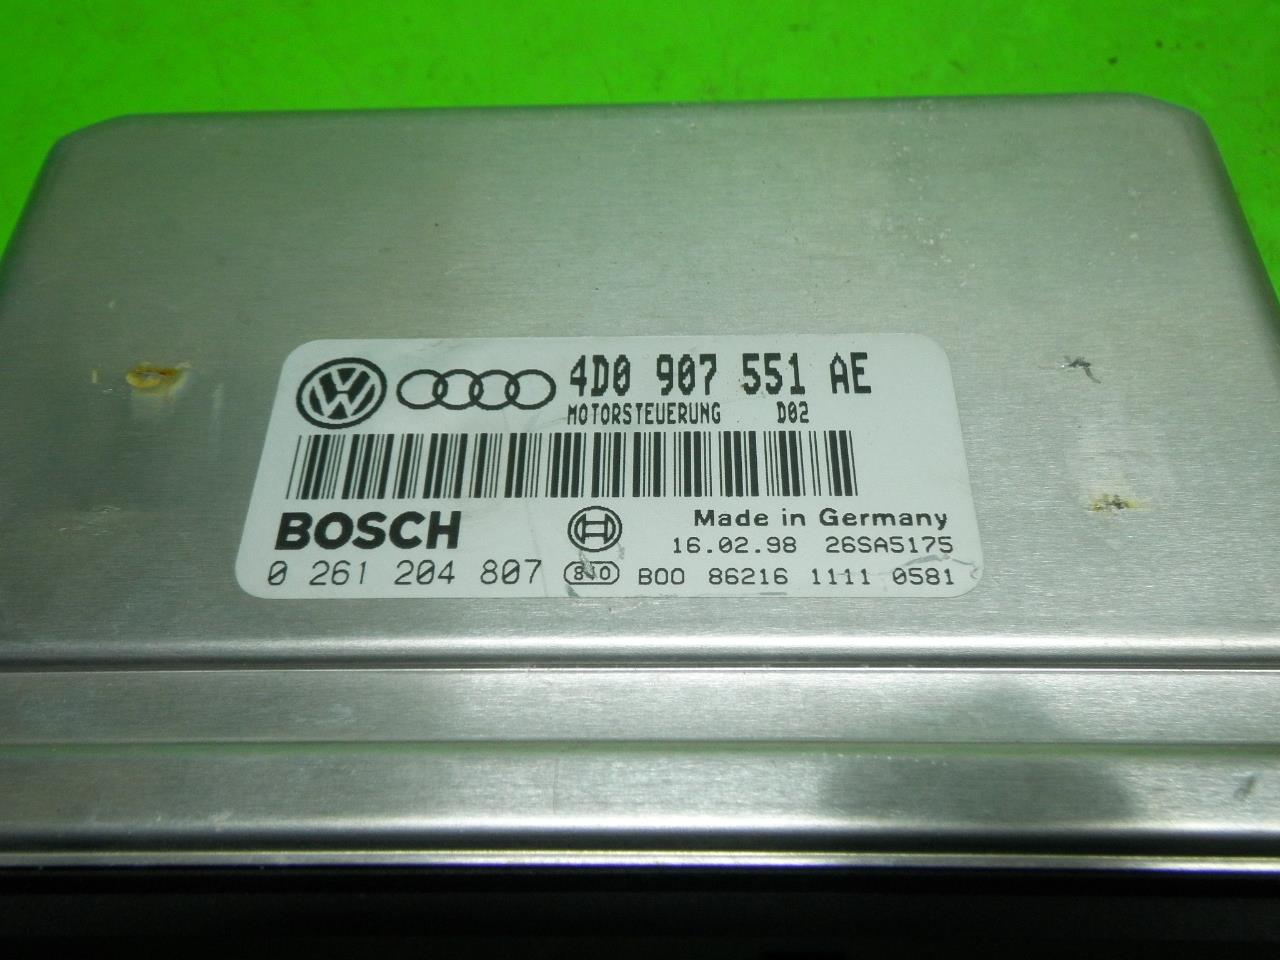 4D0 907 551 AE
MOTORSTEUERUNG D02
BOSCH
Made in Germany
16.02.98 26SA5175
0 261 204 807
B00 86216 1111 0581